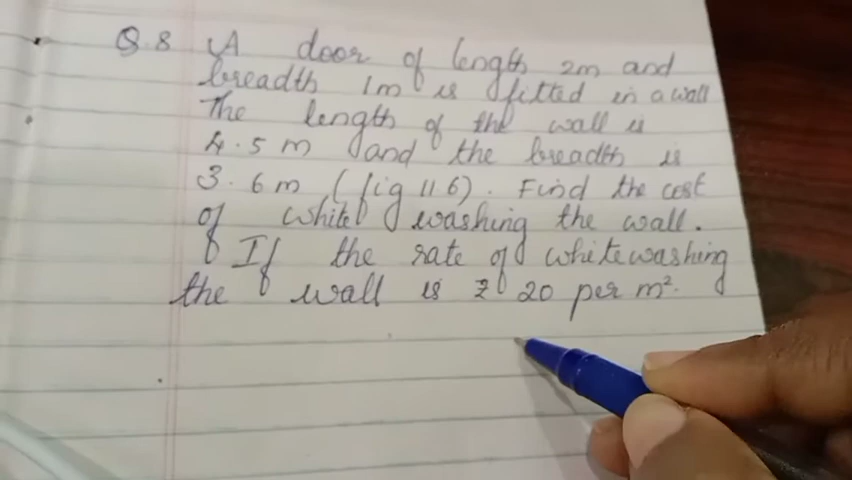 Q.8 A door of length 2m and
breadth 1m is fitted in a wall
The length of the wall is
4.5 m and the breadth is
3.6m (fig 11.6). Find the cost
of white washing the wall.
If the rate of whitewashing
the wall is ₹ 20 per m².